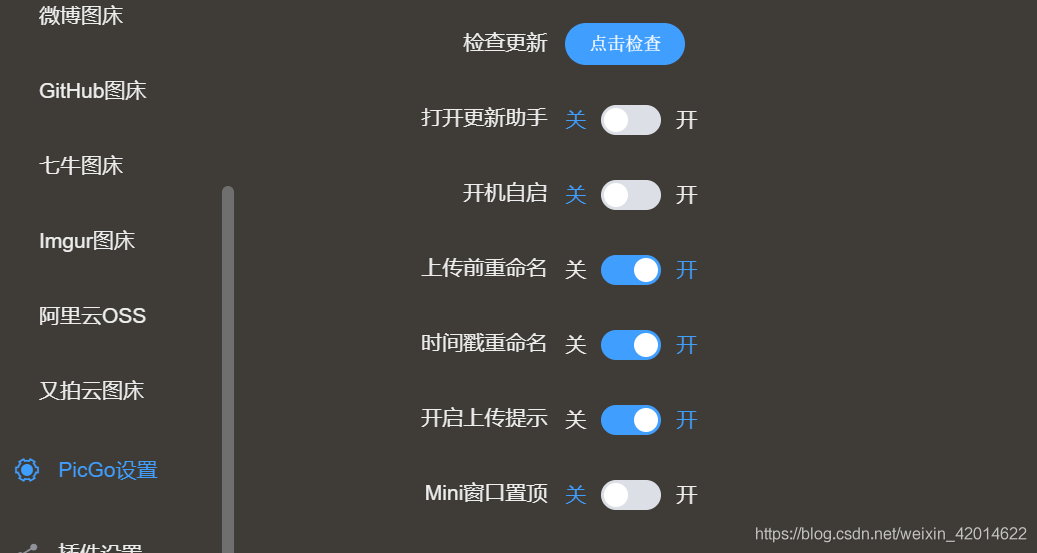 微博图床
GitHub图床
七牛图床
Imgur图床
阿里云OSS
又拍云图床
PicGo设置
插件设置
检查更新 点击检查
打开更新助手 关 开
开机自启 关 开
上传前重命名 关 开
时间戳重命名 关 开
开启上传提示 关 开
Mini窗口置顶 关 开
https://blog.csdn.net/weixin_42014622